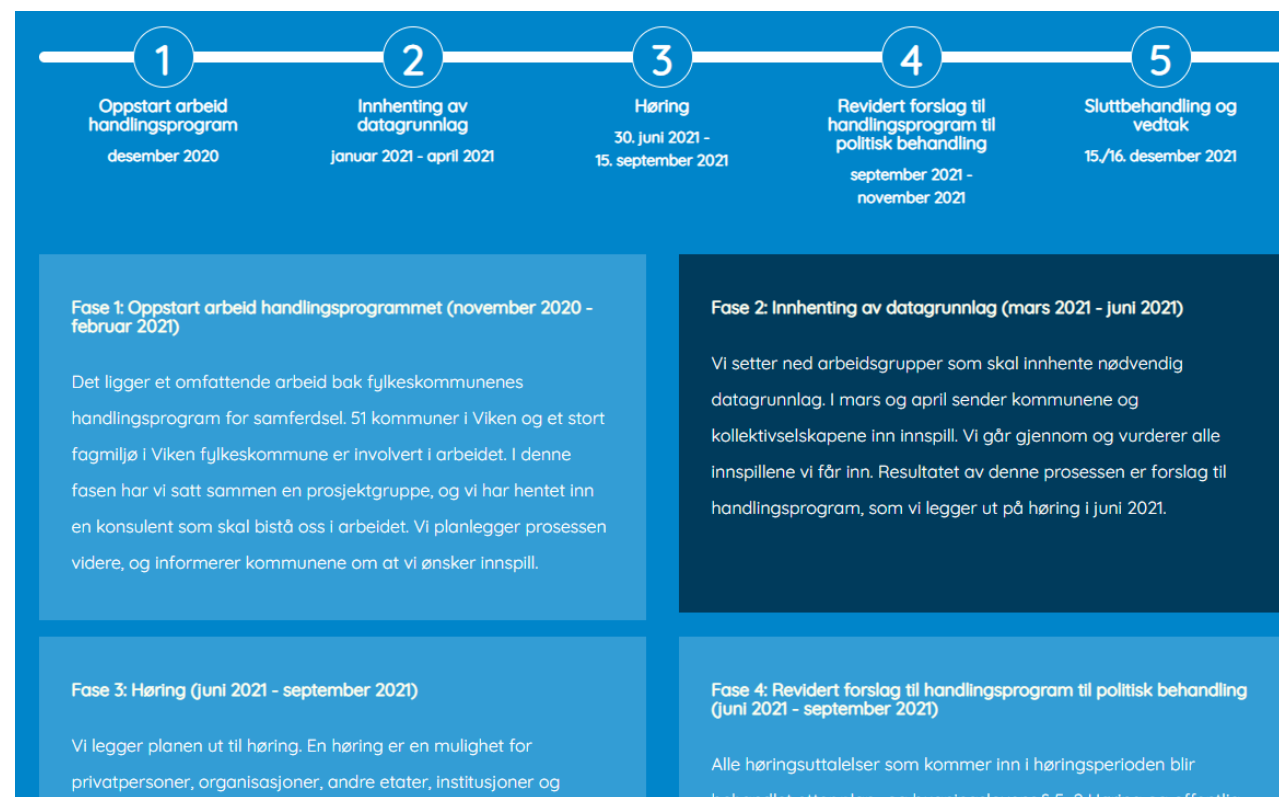 1
Oppstart arbeid
handlingsprogram
desember 2020
2
Innhenting av
datagrunnlag
januar 2021 - april 2021
3
Høring
30. juni 2021 -
15. september 2021
4
Revidert forslag til
handlingsprogram til
politisk behandling
september 2021 -
november 2021
5
Sluttbehandling og
vedtak
15./16. desember 2021
Fase 1: Oppstart arbeid handlingsprogrammet (november 2020 -
februar 2021)
Det ligger et omfattende arbeid bak fylkeskommunenes
handlingsprogram for samferdsel. 51 kommuner i Viken og et stort
fagmiljø i Viken fylkeskommune er involvert i arbeidet. I denne
fasen har vi satt sammen en prosjektgruppe, og vi har hentet inn
en konsulent som skal bistå oss i arbeidet. Vi planlegger prosessen
videre, og informerer kommunene om at vi ønsker innspill.
Fase 2: Innhenting av datagrunnlag (mars 2021 - juni 2021)
Vi setter ned arbeidsgrupper som skal innhente nødvendig
datagrunnlag. I mars og april sender kommunene og
kollektivselskapene inn innspill. Vi går gjennom og vurderer alle
innspillene vi får inn. Resultatet av denne prosessen er forslag til
handlingsprogram, som vi legger ut på høring i juni 2021.
Fase 3: Høring (juni 2021 - september 2021)
Vi legger planen ut til høring. En høring er en mulighet for
privatpersoner, organisasjoner, andre etater, institusjoner og
Fase 4: Revidert forslag til handlingsprogram til politisk behandling
(juni 2021 - september 2021)
Alle høringsuttalelser som kommer inn i høringsperioden blir